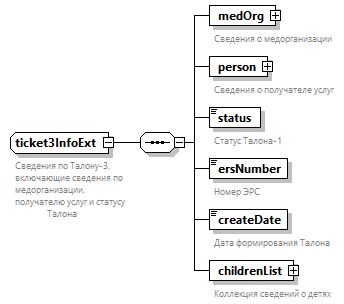 medOrg
Сведения о медорганизации
person
Сведения о получателе услуг
status
Статус Талона-1
ticket3InfoExt
Сведения по Талону-3,
включающие сведения по
медорганизации,
получателю услуг и статусу
Талона
ersNumber
Номер ЭРС
createDate
Дата формирования Талона
childrenList
Коллекция сведений о детях